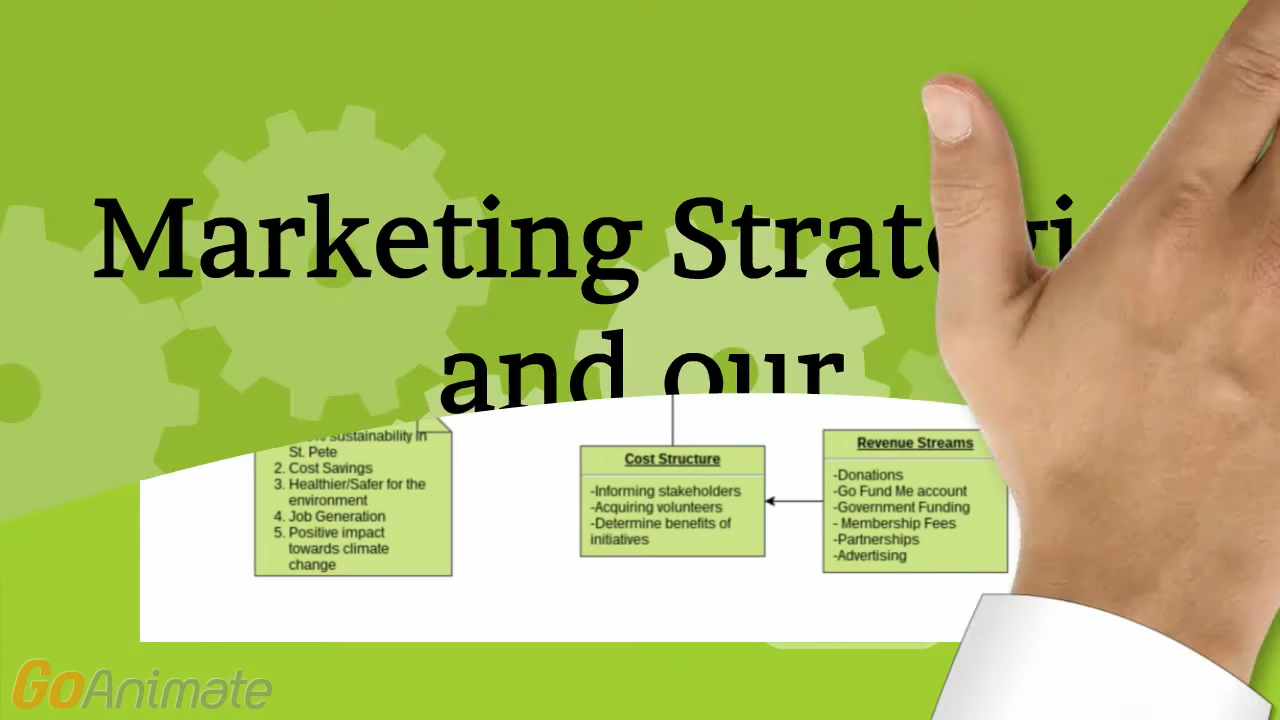 Marketing Strategi
and our
sustainability in
St. Pete
2. Cost Savings
3. Healthier/Safer for the
environment
4. Job Generation
5. Positive impact
towards climate
change
Cost Structure
-Informing stakeholders
-Acquiring volunteers
-Determine benefits of
initiatives
Revenue Streams
-Donations
-Go Fund Me account
-Government Funding
- Membership Fees
-Partnerships
-Advertising
GoAnimate